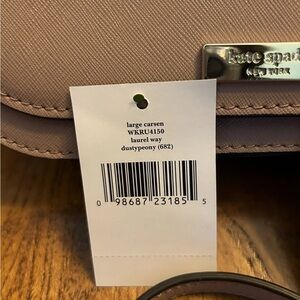 kate spade
NEW YORK
large carsen
WKRU4150
laurel way
dustypeony (682)
0 98687 23185 5